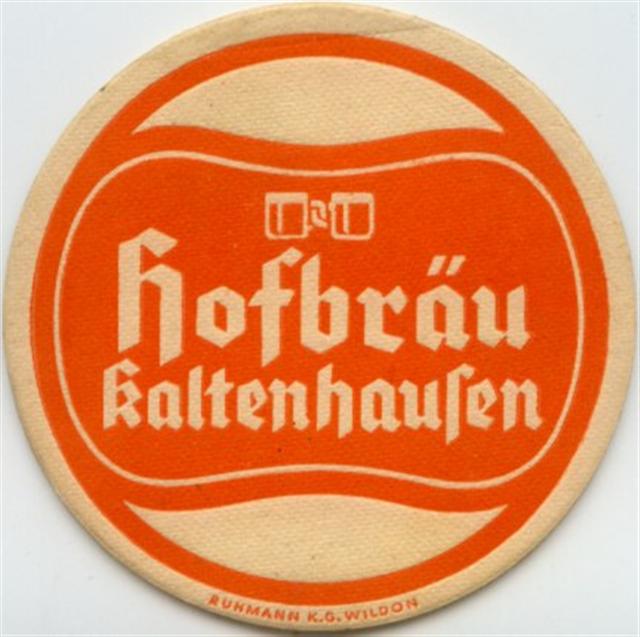 Hofbräu
Kaltenhauſen
RUHMANN K.G. WILDON